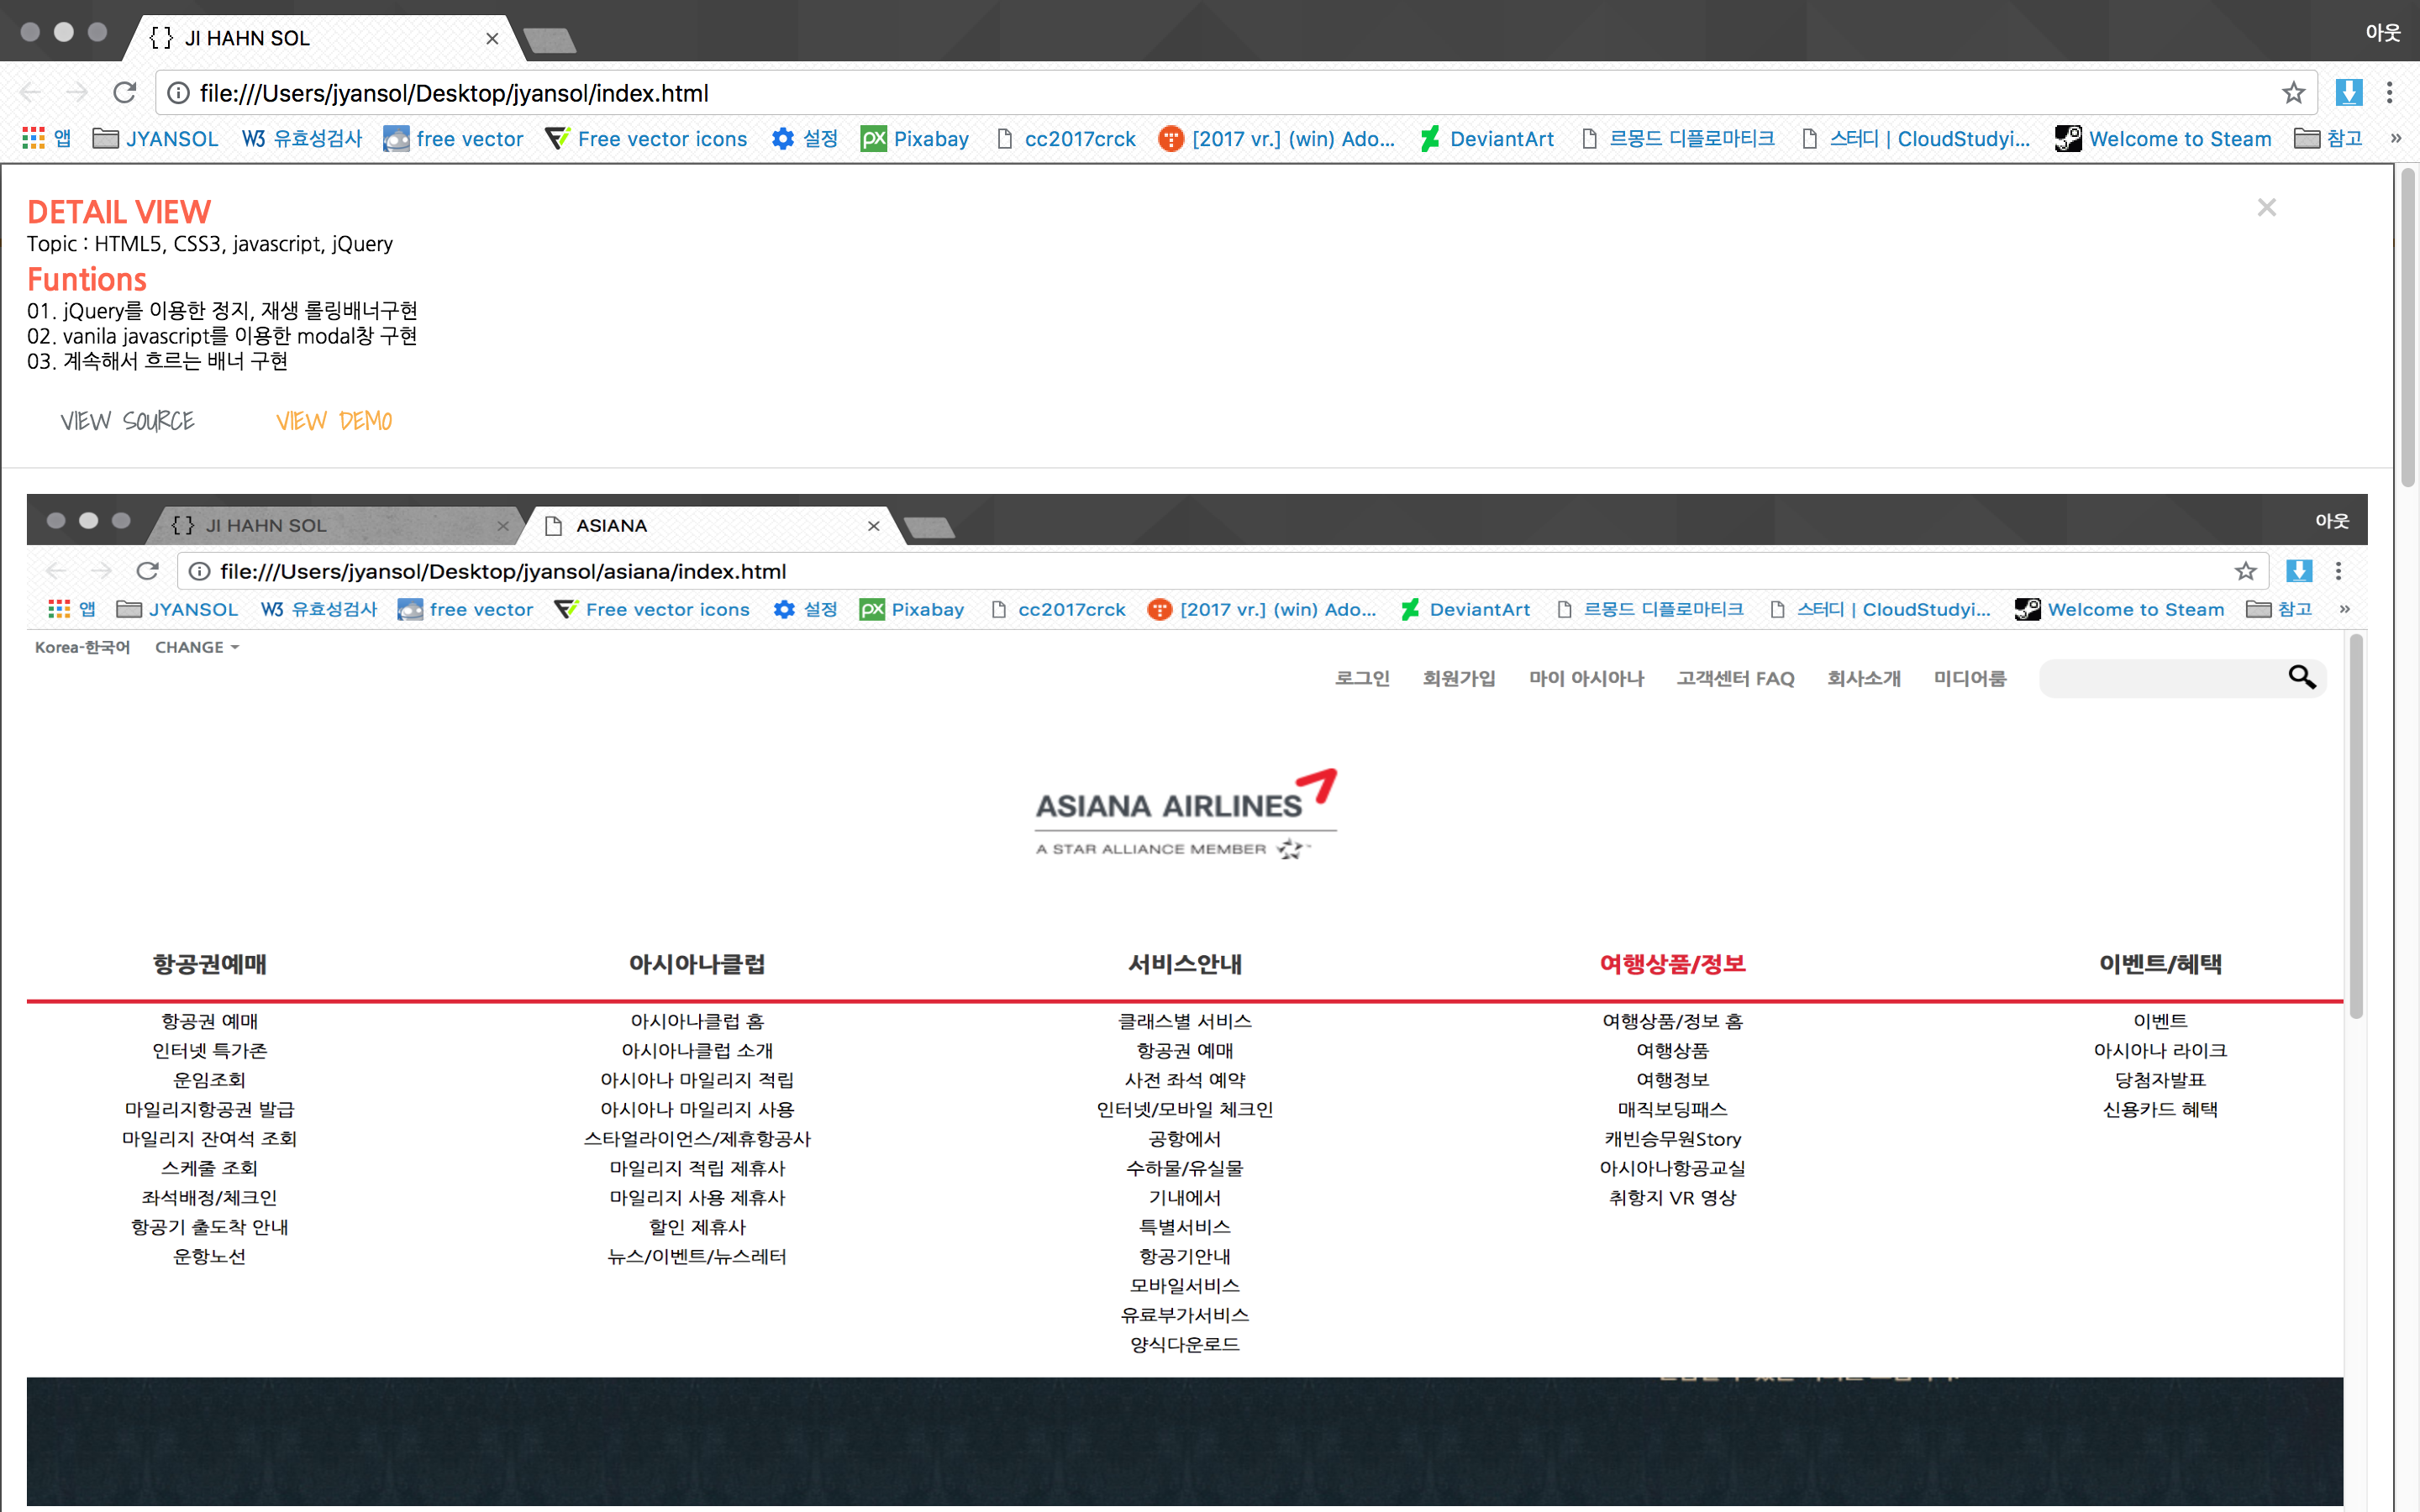 JI HAHN SOL
아웃
file:///Users/jyansol/Desktop/jyansol/index.html
앱 JYANSOL W3 유효성검사 free vector Free vector icons 설정 px Pixabay cc2017crck [2017 vr.] (win) Ado... DeviantArt 르몽드 디플로마티크 스터디 | CloudStudyi... Welcome to Steam 참고 »
DETAIL VIEW
Topic : HTML5, CSS3, javascript, jQuery
Funtions
01. jQuery를 이용한 정지, 재생 롤링배너구현
02. vanila javascript를 이용한 modal창 구현
03. 계속해서 흐르는 배너 구현
VIEW SOURCE VIEW DEMO
JI HAHN SOL ASIANA
아웃
file:///Users/jyansol/Desktop/jyansol/asiana/index.html
앱 JYANSOL W3 유효성검사 free vector Free vector icons 설정 px Pixabay cc2017crck [2017 vr.] (win) Ado... DeviantArt 르몽드 디플로마티크 스터디 | CloudStudyi... Welcome to Steam 참고 »
Korea-한국어 CHANGE
로그인 회원가입 마이 아시아나 고객센터 FAQ 회사소개 미디어룸
ASIANA AIRLINES
A STAR ALLIANCE MEMBER
항공권예매 아시아나클럽 서비스안내 여행상품/정보 이벤트/혜택
항공권 예매 아시아나클럽 홈 클래스별 서비스 여행상품/정보 홈 이벤트
인터넷 특가존 아시아나클럽 소개 항공권 예매 여행상품 아시아나 라이크
운임조회 아시아나 마일리지 적립 사전 좌석 예약 여행정보 당첨자발표
마일리지항공권 발급 아시아나 마일리지 사용 인터넷/모바일 체크인 매직보딩패스 신용카드 혜택
마일리지 잔여석 조회 스타얼라이언스/제휴항공사 공항에서 캐빈승무원Story
스케줄 조회 마일리지 적립 제휴사 수하물/유실물 아시아나항공교실
좌석배정/체크인 마일리지 사용 제휴사 기내에서 취항지 VR 영상
항공기 출도착 안내 할인 제휴사 특별서비스
운항노선 뉴스/이벤트/뉴스레터 항공기안내
모바일서비스
유료부가서비스
양식다운로드